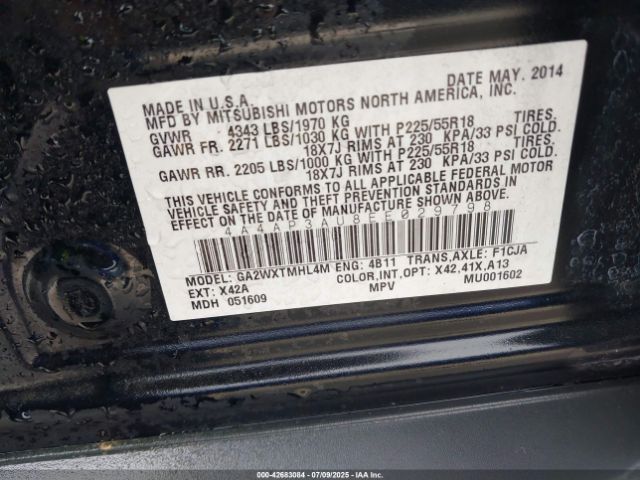 MADE IN U.S.A. DATE MAY. 2014
MFD BY MITSUBISHI MOTORS NORTH AMERICA, INC.
GVWR 4343 LBS/1970 KG
GAWR FR. 2271 LBS/1030 KG WITH P225/55R18 TIRES.
18X7J RIMS AT 230 KPA/33 PSI COLD.
GAWR RR. 2205 LBS/1000 KG WITH P225/55R18 TIRES.
18X7J RIMS AT 230 KPA/33 PSI COLD.
THIS VEHICLE CONFORMS TO ALL APPLICABLE FEDERAL MOTOR
VEHICLE SAFETY AND THEFT PREVENTION STANDARDS IN
EFFECT ON THE DATE OF MANUFACTURE SHOWN ABOVE.
4A4AP3AU8EE029798
MODEL: GA2WXTMHL4M ENG: 4B11 TRANS,AXLE: F1CJA
EXT: X42A COLOR,INT,OPT: X42,41X,A13
MDH 051609 MPV MU001602
000-42683084 | 07/09/2025 | IAAI.COM